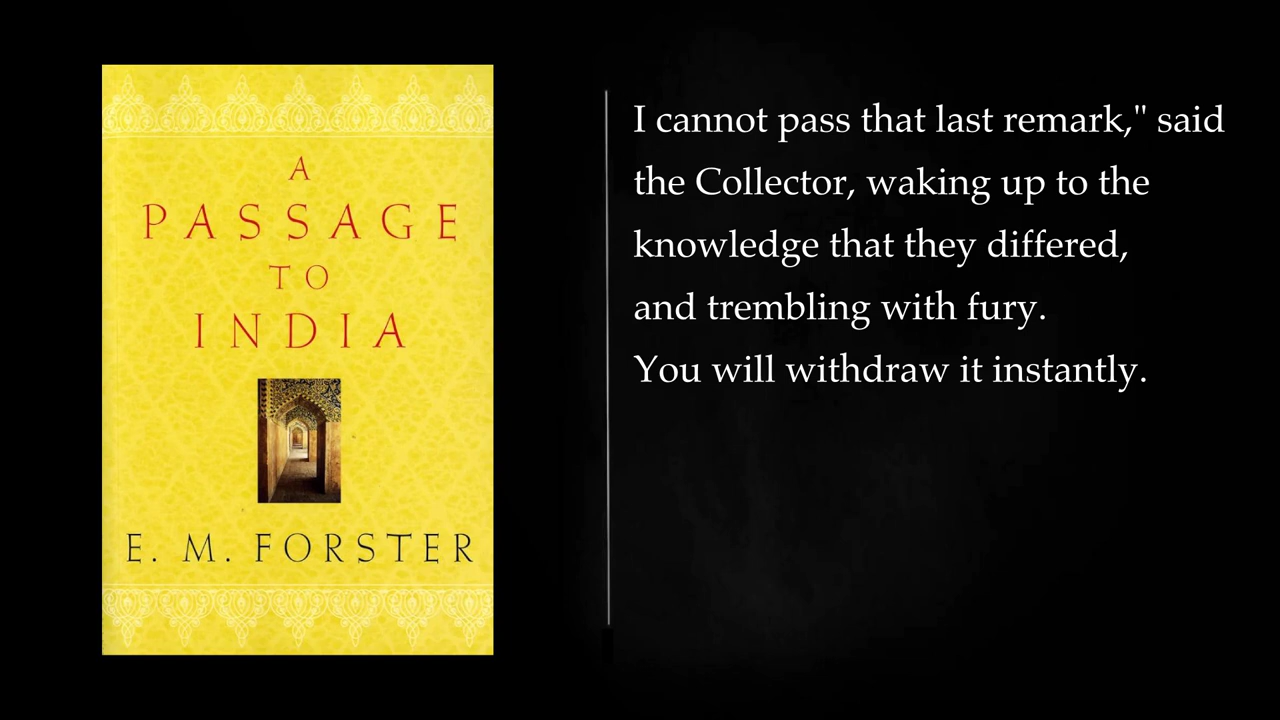 A
PASSAGE
TO
INDIA
E. M. FORSTER
I cannot pass that last remark," said
the Collector, waking up to the
knowledge that they differed,
and trembling with fury.
You will withdraw it instantly.